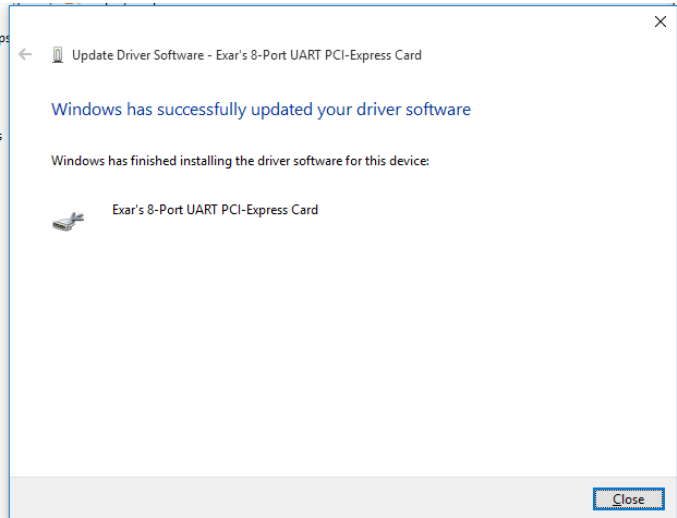 Update Driver Software - Exar's 8-Port UART PCI-Express Card
Windows has successfully updated your driver software
Windows has finished installing the driver software for this device:
Exar's 8-Port UART PCI-Express Card
Close